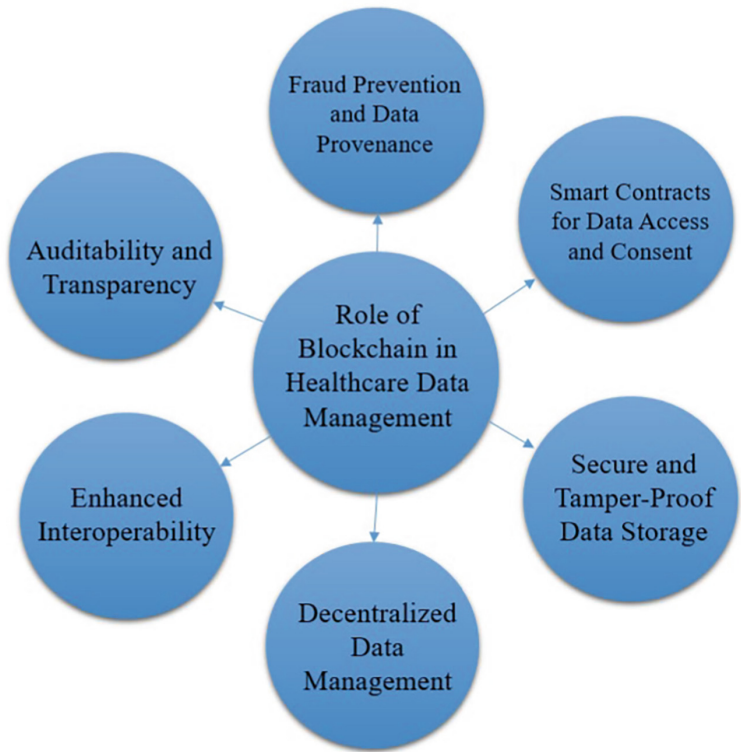 Fraud Prevention
and Data
Provenance
Smart Contracts
for Data Access
and Consent
Auditability and
Transparency
Role of
Blockchain in
Healthcare Data
Management
Secure and
Tamper-Proof
Data Storage
Enhanced
Interoperability
Decentralized
Data
Management